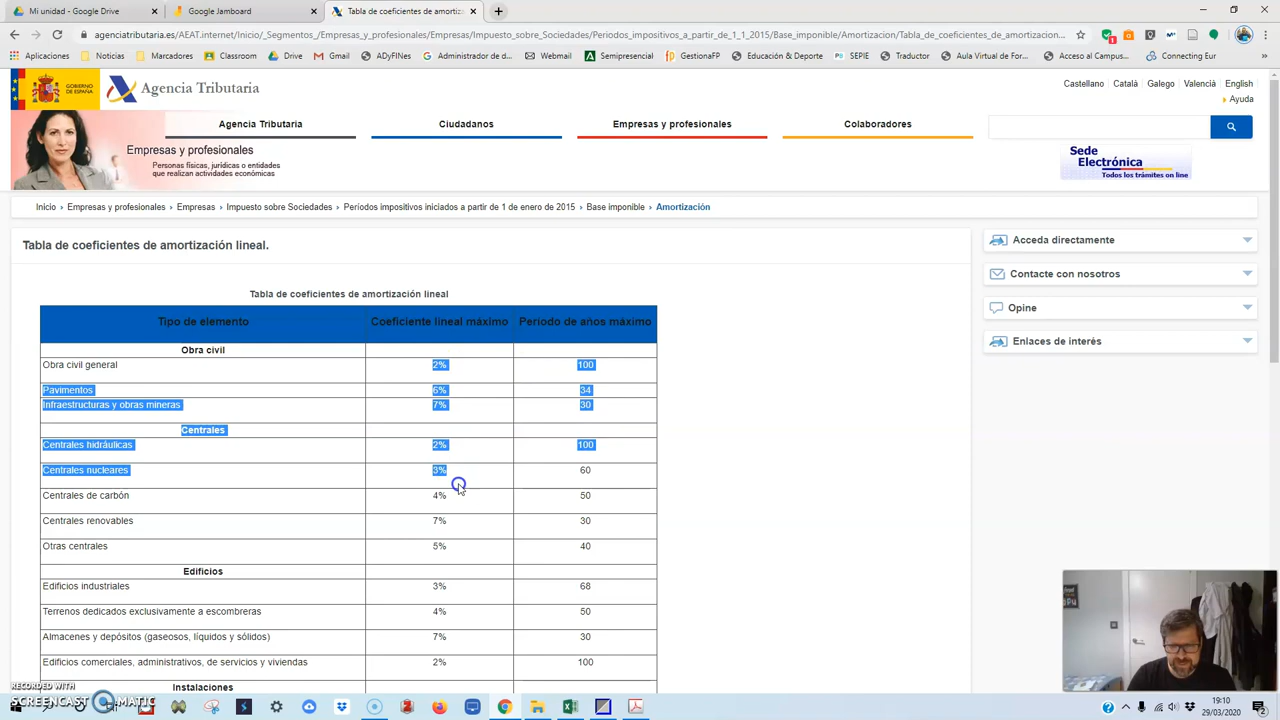 Mi unidad - Google Drive
Google Jamboard
Tabla de coeficientes de amortiza
agenciatributaria.es/AEAT.internet/Inicio/_Segmentos_/Empresas_y_profesionales/Empresas/Impuesto_sobre_Sociedades/Periodos_impositivos_a_partir_de_1_1_2015/Base_imponible/Amortizacion/Tabla_de_coeficientes_de_amortizacion
Aplicaciones Noticias Marcadores Classroom Drive Gmail ADyFINer Google Administrador de d... Webmail Semipresencial GestionaFP Educación & Deporte SEPIE Traductor Aula Virtual de For... Acceso al Campus... Connecting Eur
GOBIERNO
DE ESPAÑA
Agencia Tributaria
Castellano Català Galego Valencià English
Ayuda
Agencia Tributaria Ciudadanos Empresas y profesionales Colaboradores
Empresas y profesionales
Personas físicas, jurídicas o entidades
que realizan actividades económicas
Sede
Electrónica
Todos los trámites on line
Inicio › Empresas y profesionales › Empresas › Impuesto sobre Sociedades › Períodos impositivos iniciados a partir de 1 de enero de 2015 › Base imponible › Amortización
Tabla de coeficientes de amortización lineal.
Acceda directamente
Contacte con nosotros
Opine
Enlaces de interés
Tabla de coeficientes de amortización lineal
Tipo de elemento Coeficiente lineal máximo Periodo de años máximo
Obra civil
Obra civil general 2% 100
Pavimentos 6% 34
Infraestructuras y obras mineras 7% 30
Centrales
Centrales hidráulicas 2% 100
Centrales nucleares 3% 60
Centrales de carbón 4% 50
Centrales renovables 7% 30
Otras centrales 5% 40
Edificios
Edificios industriales 3% 68
Terrenos dedicados exclusivamente a escombreras 4% 50
Almacenes y depósitos (gaseosos, líquidos y sólidos) 7% 30
Edificios comerciales, administrativos, de servicios y viviendas 2% 100
Instalaciones
RECORDED WITH
SCREENCAST MATIC
19:10
29/03/2020